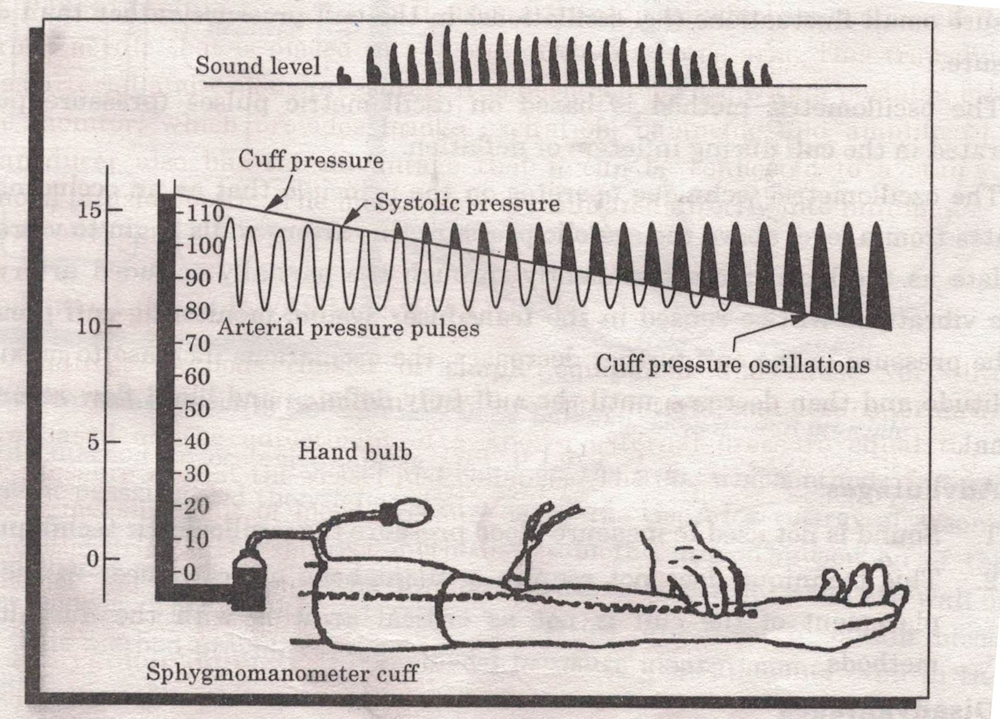 Sound level
Cuff pressure
Systolic pressure
15
10
5
0
110
100
90
80
70
60
50
40
30
20
10
0
Arterial pressure pulses
Cuff pressure oscillations
Hand bulb
Sphygmomanometer cuff